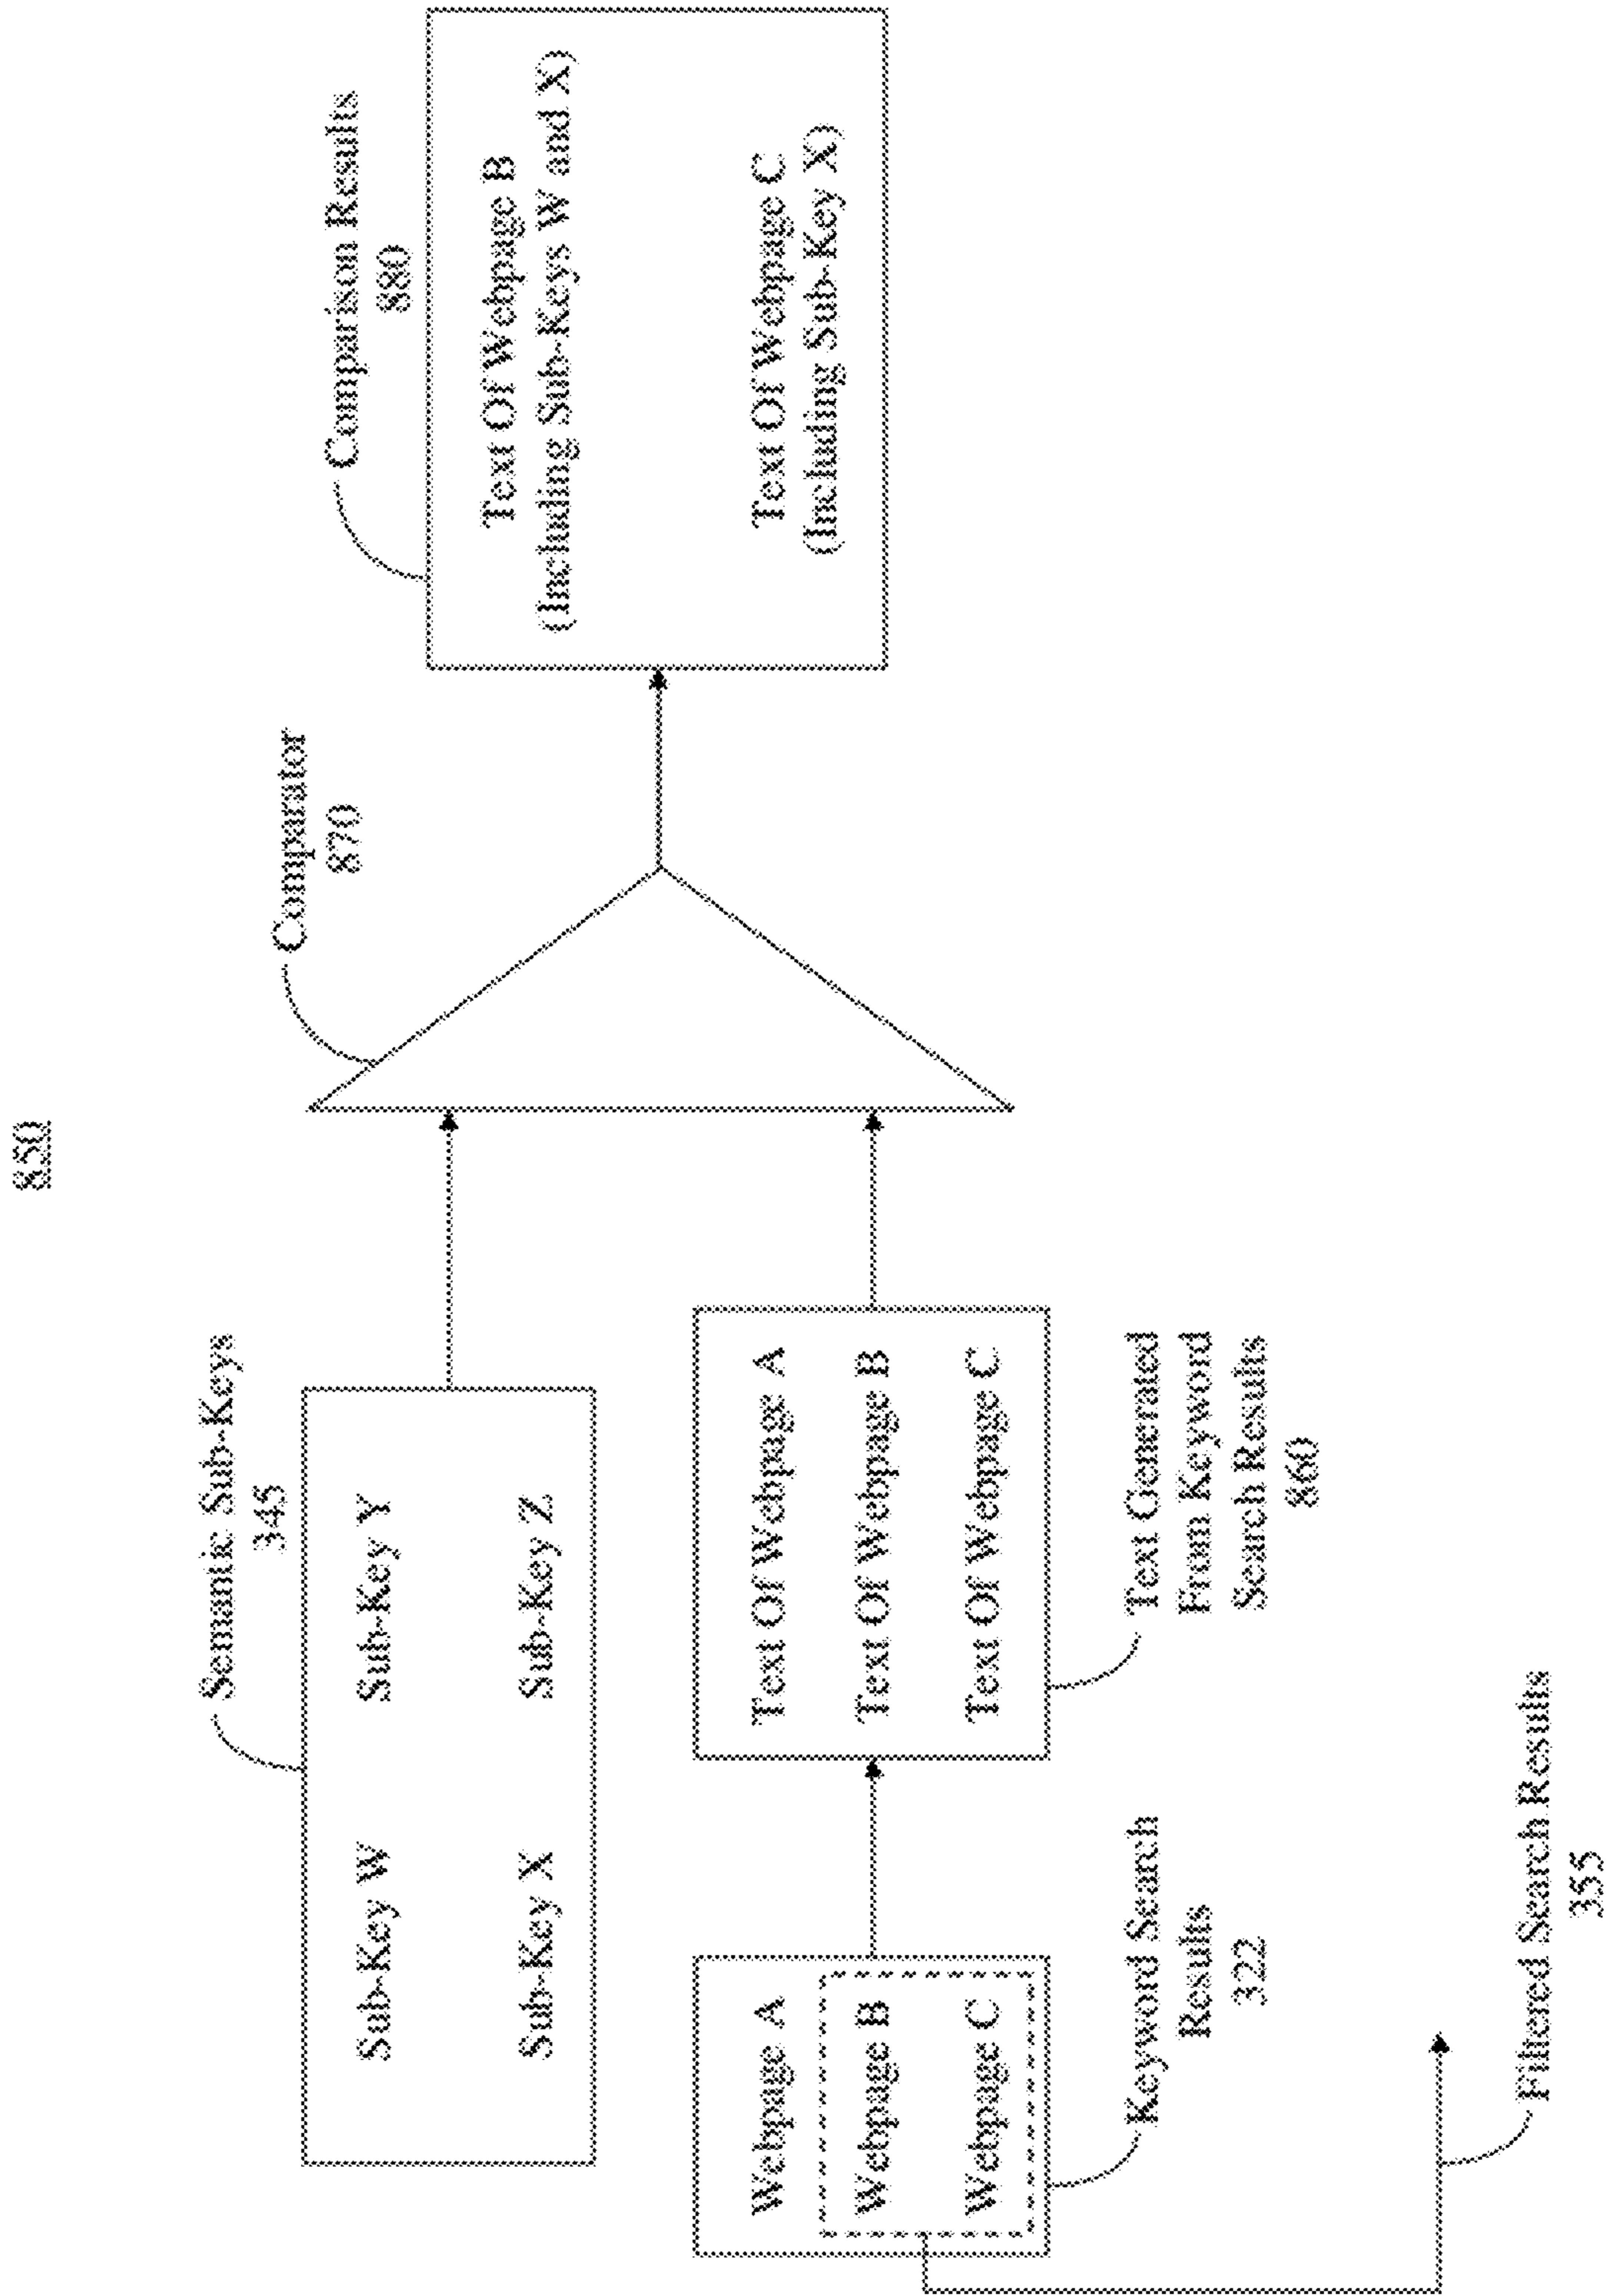 850
Semantic Sub-Keys
345
Sub-Key W
Sub-Key Y
Sub-Key X
Sub-Key Z
Comparator
870
Comparison Results
880
Text Of Webpage B
(Including Sub-Keys W and X)
Text Of Webpage C
(Including Sub-Key X)
Webpage A
Webpage B
Webpage C
Keyword Search
Results
322
Text Of Webpage A
Text Of Webpage B
Text Of Webpage C
Text Generated
From Keyword
Search Results
860
Filtered Search Results
355